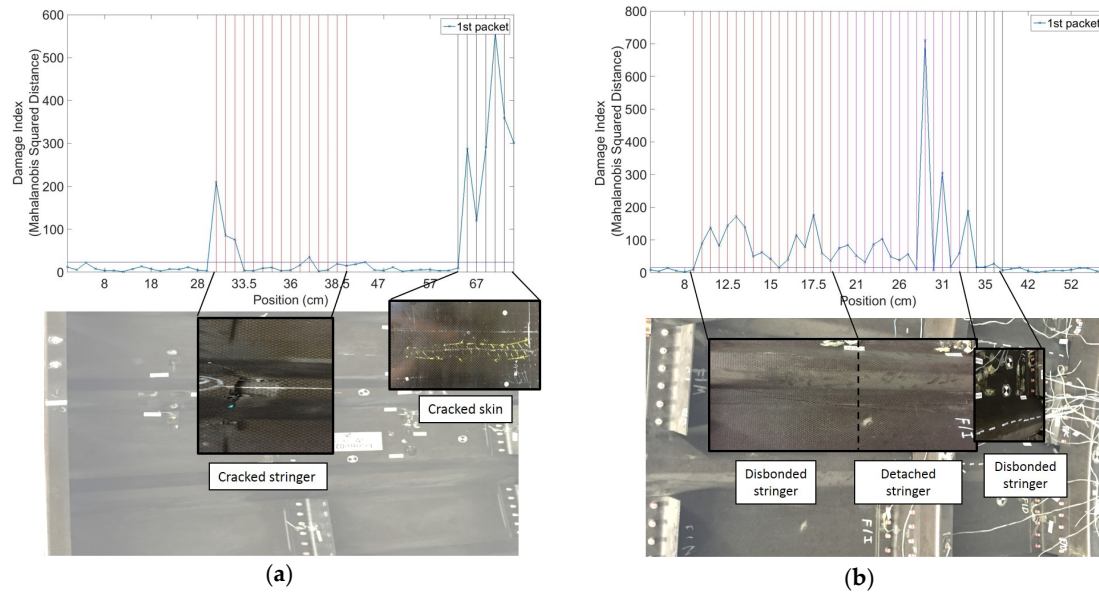 600
500
400
300
200
100
0
Damage Index
(Mahalanobis Squared Distance)
1st packet
8 18 28 33.5 36 38.5 47 57 67
Position (cm)
Cracked skin
Cracked stringer
(a)
800
700
600
500
400
300
200
100
0
Damage Index
(Mahalanobis Squared Distance)
1st packet
8 12.5 15 17.5 21 26 31 35 42 52
Position (cm)
F/M
F/I
Disbonded
stringer
Detached
stringer
Disbonded
stringer
F/I
(b)